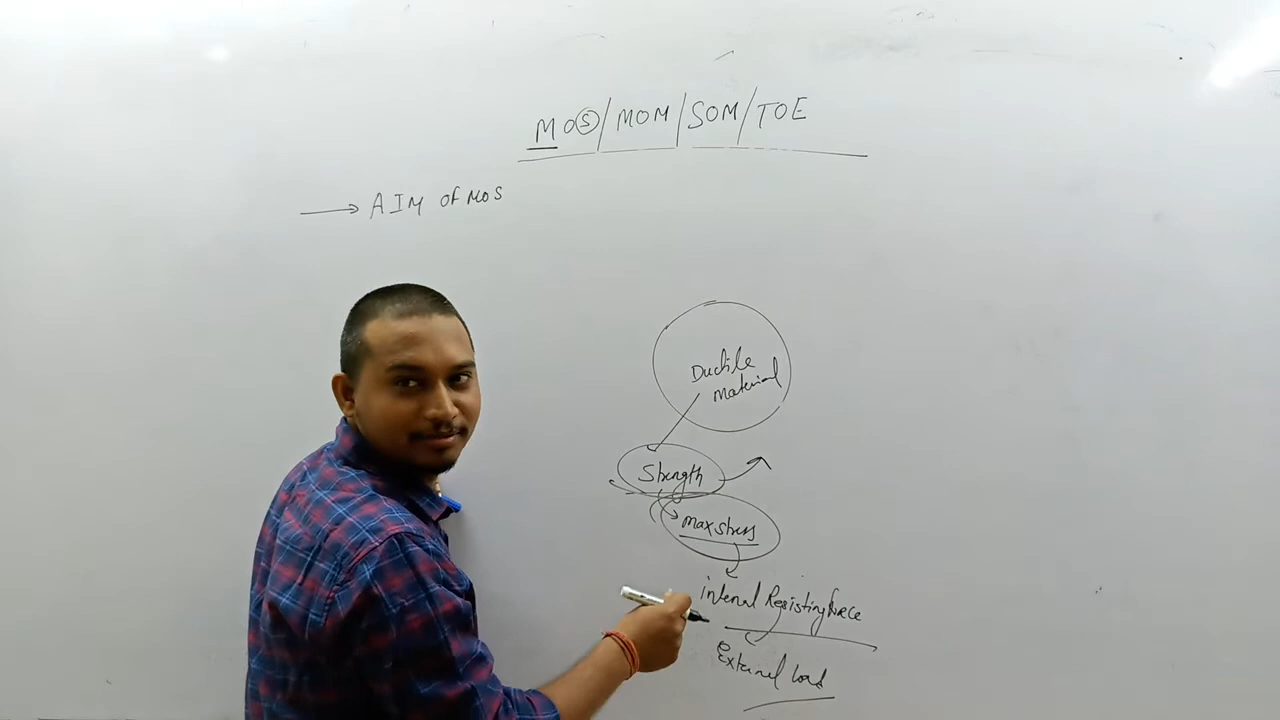 MOS/MOM/SOM/TOE
→ AIM OF MOS
Ductile
Material
Strength
max stress
internal Resisting force
External load